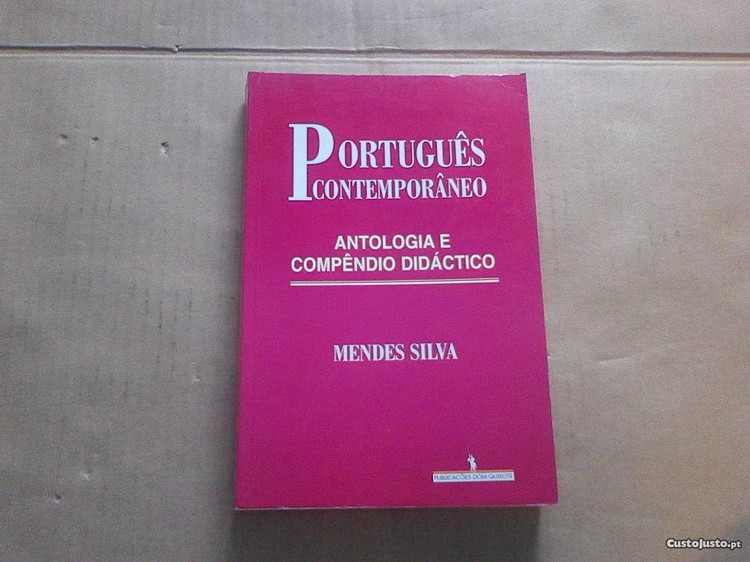 PORTUGUÊS
CONTEMPORÂNEO
ANTOLOGIA E
COMPÊNDIO DIDÁCTICO
MENDES SILVA
PUBLICAÇÕES DOM QUIXOTE
CustoJusto.pt